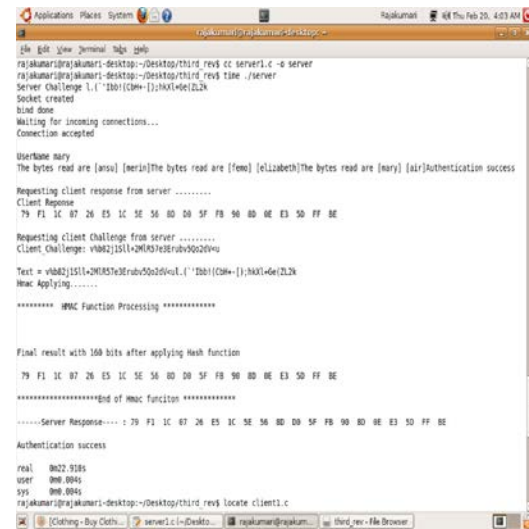 Applications Places System Rajakumari Thu Feb 20, 4:03 AM
rajakumari@rajakumari-desktop: ~
File Edit View Terminal Tabs Help
rajakumari@rajakumari-desktop:~/Desktop/third_rev$ cc server1.c -o server
rajakumari@rajakumari-desktop:~/Desktop/third_rev$ time ./server
Server Challenge l.(`'Ibb!(CbH+-[);hkXl+Ge(ZL2k
Socket created
bind done
Waiting for incoming connections...
Connection accepted
UserName mary
The bytes read are [ansu] [merin]The bytes read are [femo] [elizabeth]The bytes read are [mary] [air]Authentication success
Requesting client response from server .........
Client Reponse
79 F1 1C 07 26 E5 1C 5E 56 8D D0 5F FB 90 8D 0E E3 5D FF BE
Requesting client Challenge from server .........
Client_Challenge: v%b82j1Sll+2MlR57e3Erubv5Qo2dV<u
Text = v%b82j1Sll+2MlR57e3Erubv5Qo2dV<ul.(`'Ibb!(CbH+-[);hkXl+Ge(ZL2k
Hmac Applying.......
********* HMAC Function Processing *************
Final result with 160 bits after applying Hash function
79 F1 1C 07 26 E5 1C 5E 56 8D D0 5F FB 90 8D 0E E3 5D FF BE
********************End of Hmac funciton *************
------Server Response---- : 79 F1 1C 07 26 E5 1C 5E 56 8D D0 5F FB 90 8D 0E E3 5D FF BE
Authentication success
real 0m22.918s
user 0m0.004s
sys 0m0.004s
rajakumari@rajakumari-desktop:~/Desktop/third_rev$ locate client1.c
[Clothing - Buy Clothi... server1.c (~/Deskto... rajakumari@rajakum... third_rev - File Browser